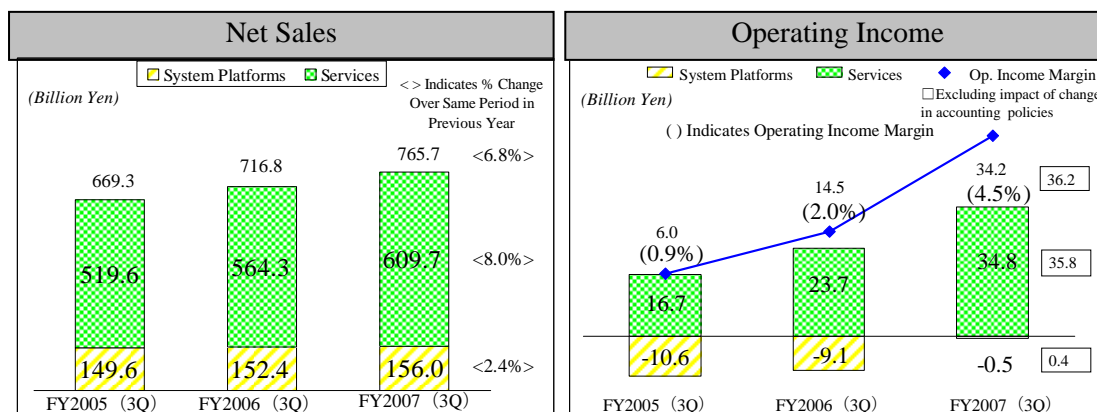 Net Sales
System Platforms Services
(Billion Yen)
<> Indicates % Change
Over Same Period in
Previous Year
669.3
716.8
765.7
<6.8%>
519.6
564.3
609.7
<8.0%>
149.6
152.4
156.0
<2.4%>
FY2005 (3Q)
FY2006 (3Q)
FY2007 (3Q)
Operating Income
System Platforms Services Op. Income Margin
(Billion Yen)
□Excluding impact of change
in accounting policies
( ) Indicates Operating Income Margin
6.0
(0.9%)
14.5
(2.0%)
34.2
(4.5%)
36.2
16.7
23.7
34.8
35.8
-10.6
-9.1
-0.5
0.4
FY2005 (3Q)
FY2006 (3Q)
FY2007 (3Q)